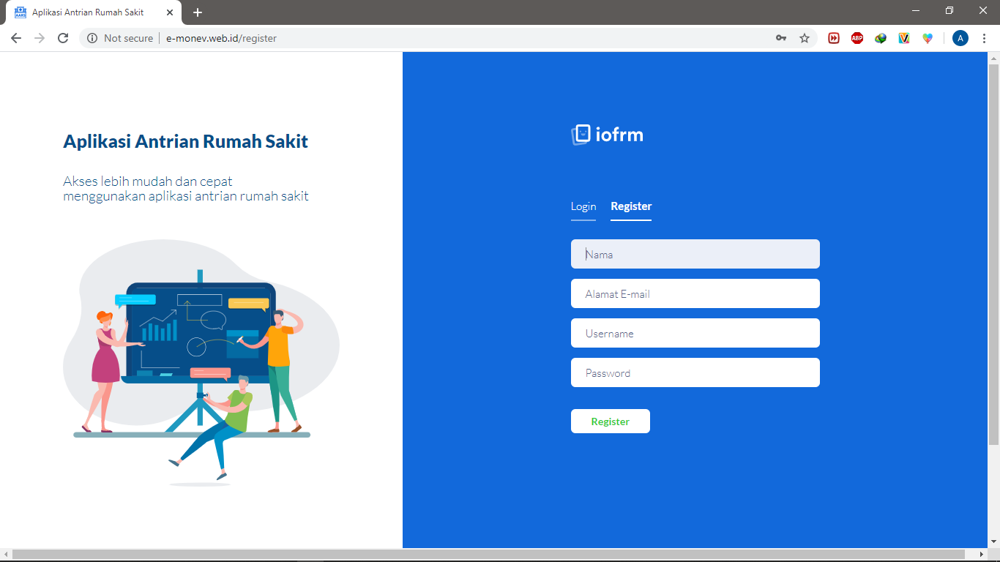 Aplikasi Antrian Rumah Sakit
Not secure
e-monev.web.id/register
ABP
A
Aplikasi Antrian Rumah Sakit
Akses lebih mudah dan cepat
menggunakan aplikasi antrian rumah sakit
iofrm
Login Register
Nama
Alamat E-mail
Username
Password
Register